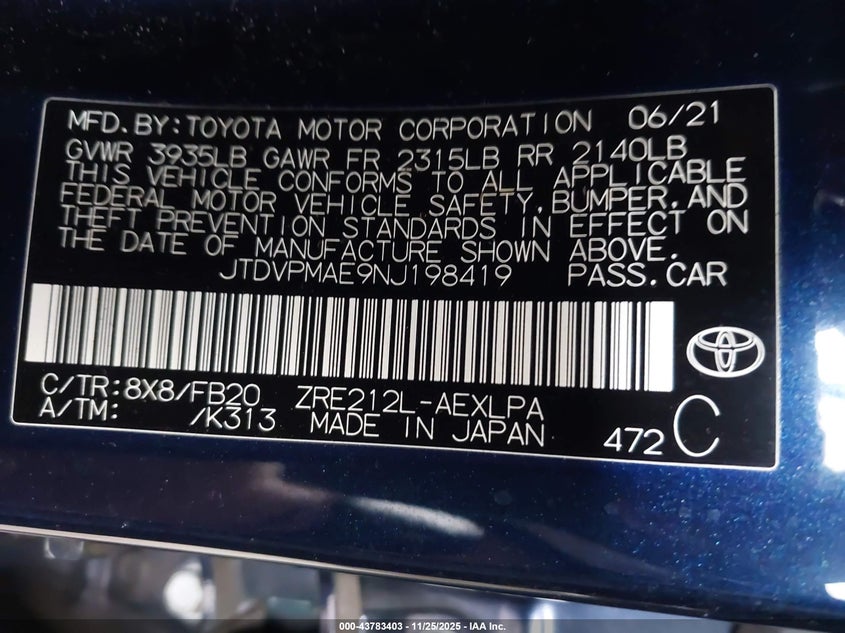 MFD.BY:TOYOTA MOTOR CORPORATION 06/21
GVWR 3935LB GAWR FR 2315LB RR 2140LB
THIS VEHICLE CONFORMS TO ALL APPLICABLE
FEDERAL MOTOR VEHICLE SAFETY,BUMPER,AND
THEFT PREVENTION STANDARDS IN EFFECT ON
THE DATE OF MANUFACTURE SHOWN ABOVE.
JTDVPMAE9NJ198419 PASS.CAR
C/TR:8X8/FB20 ZRE212L-AEXLPA
A/TM: /K313 MADE IN JAPAN 472 C
000-43783403 - 11/25/2025 - IAA Inc.